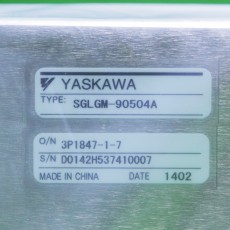 YASKAWA
TYPE: SGLGM-90504A
O/N 3P1847-1-7
S/N D0142H537410007
MADE IN CHINA DATE 1402